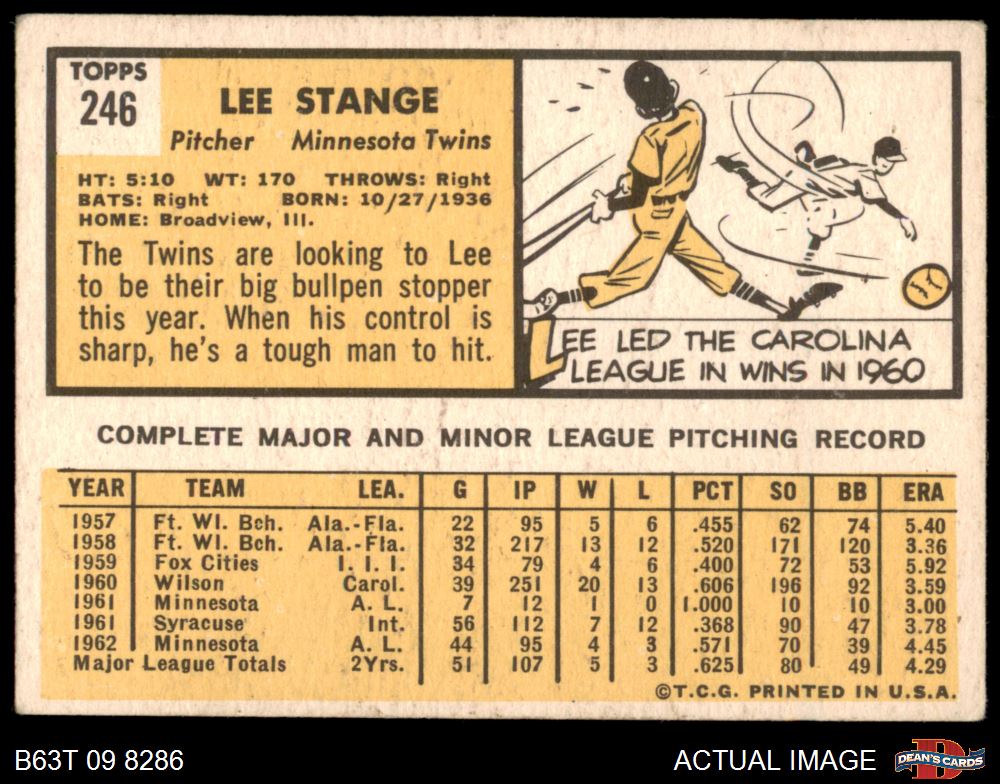 TOPPS
246
LEE STANGE
Pitcher Minnesota Twins
HT: 5:10 WT: 170 THROWS: Right
BATS: Right BORN: 10/27/1936
HOME: Broadview, Ill.
The Twins are looking to Lee
to be their big bullpen stopper
this year. When his control is
sharp, he's a tough man to hit.
LEE LED THE CAROLINA
LEAGUE IN WINS IN 1960
COMPLETE MAJOR AND MINOR LEAGUE PITCHING RECORD
YEAR TEAM LEA. G IP W L PCT SO BB ERA
1957 Ft. Wl. Bch. Ala.-Fla. 22 95 5 6 .455 62 74 5.40
1958 Ft. Wl. Bch. Ala.-Fla. 32 217 13 12 .520 171 120 3.36
1959 Fox Cities I. I. I. 34 79 4 6 .400 72 53 5.92
1960 Wilson Carol. 39 251 20 13 .606 196 92 3.59
1961 Minnesota A. L. 7 12 1 0 1.000 10 10 3.00
1961 Syracuse Int. 56 112 7 12 .368 90 47 3.78
1962 Minnesota A. L. 44 95 4 3 .571 70 39 4.45
Major League Totals 2Yrs. 51 107 5 3 .625 80 49 4.29
©T.C.G. PRINTED IN U.S.A.
B63T 09 8286 ACTUAL IMAGE DEAN'S CARDS